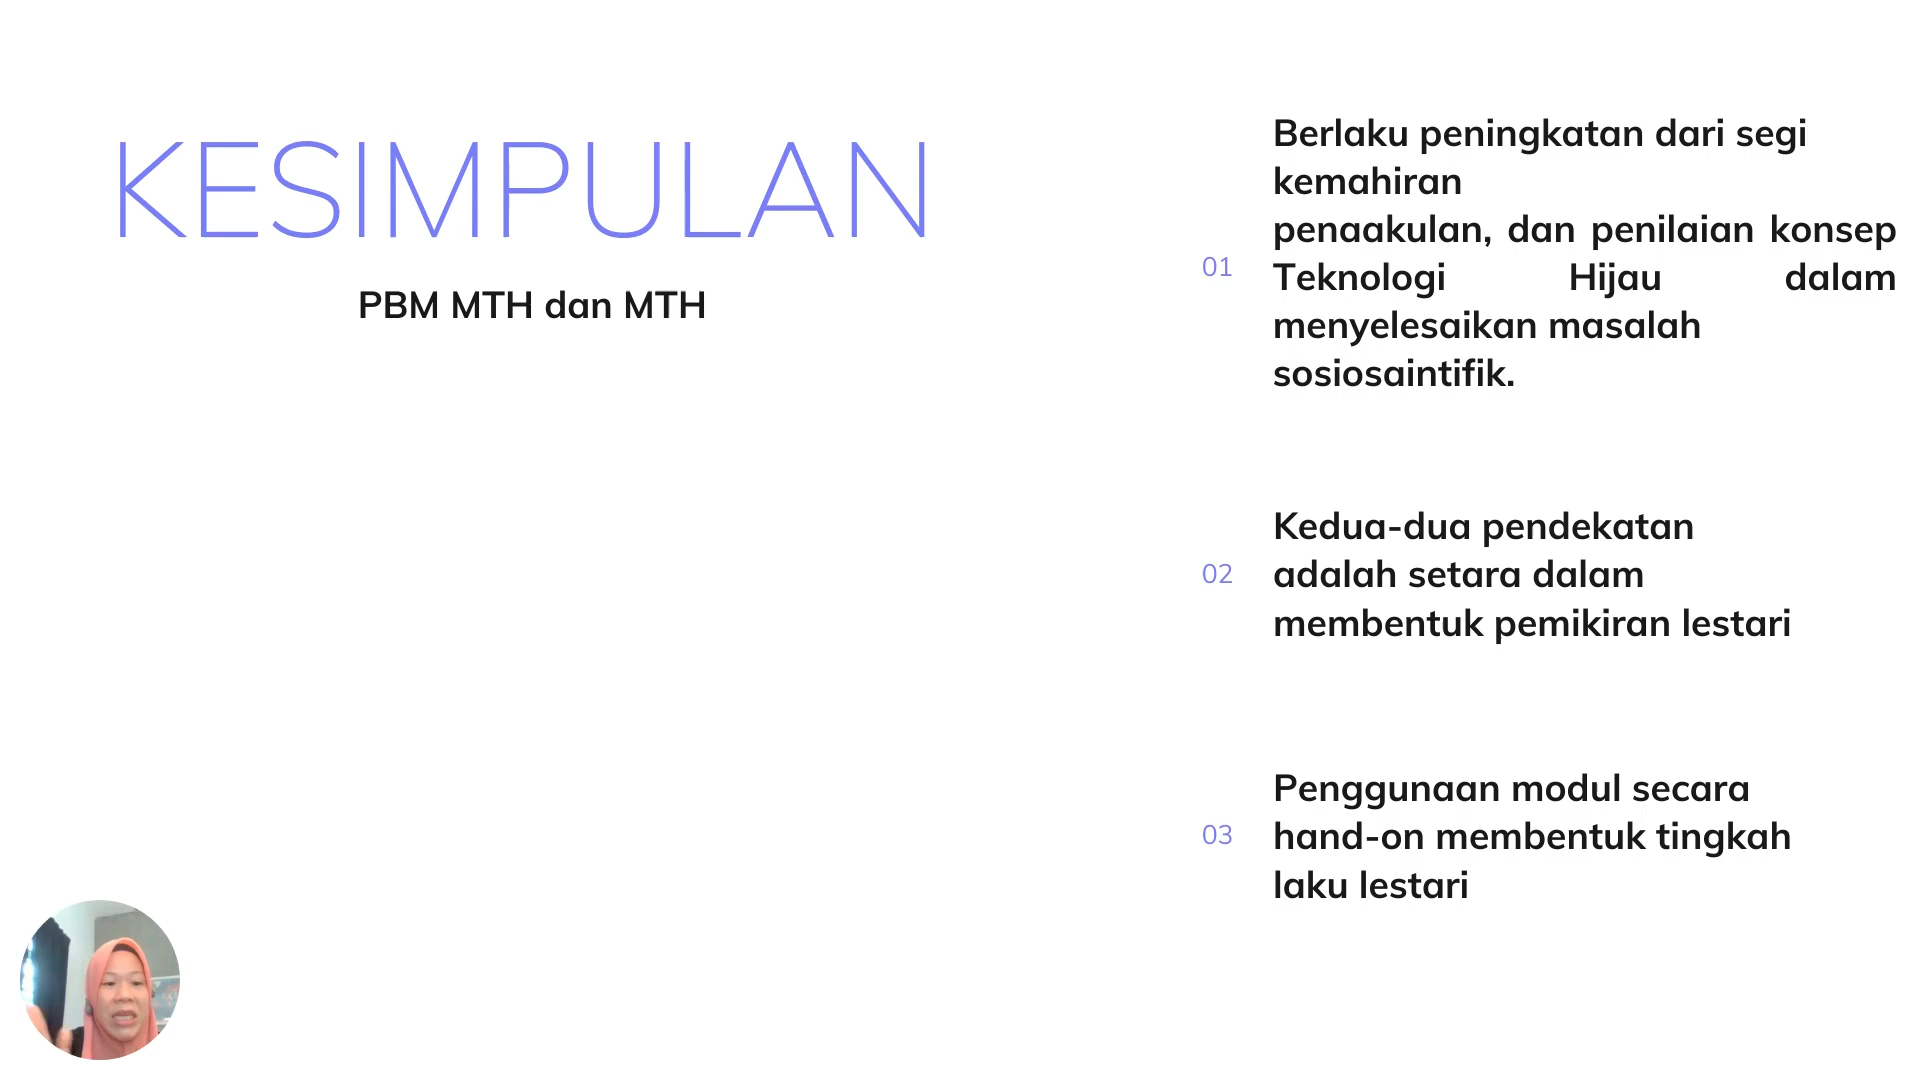 KESIMPULAN
PBM MTH dan MTH
01
Berlaku peningkatan dari segi
kemahiran
penaakulan, dan penilaian konsep
Teknologi Hijau dalam
menyelesaikan masalah
sosiosaintifik.
02
Kedua-dua pendekatan
adalah setara dalam
membentuk pemikiran lestari
03
Penggunaan modul secara
hand-on membentuk tingkah
laku lestari